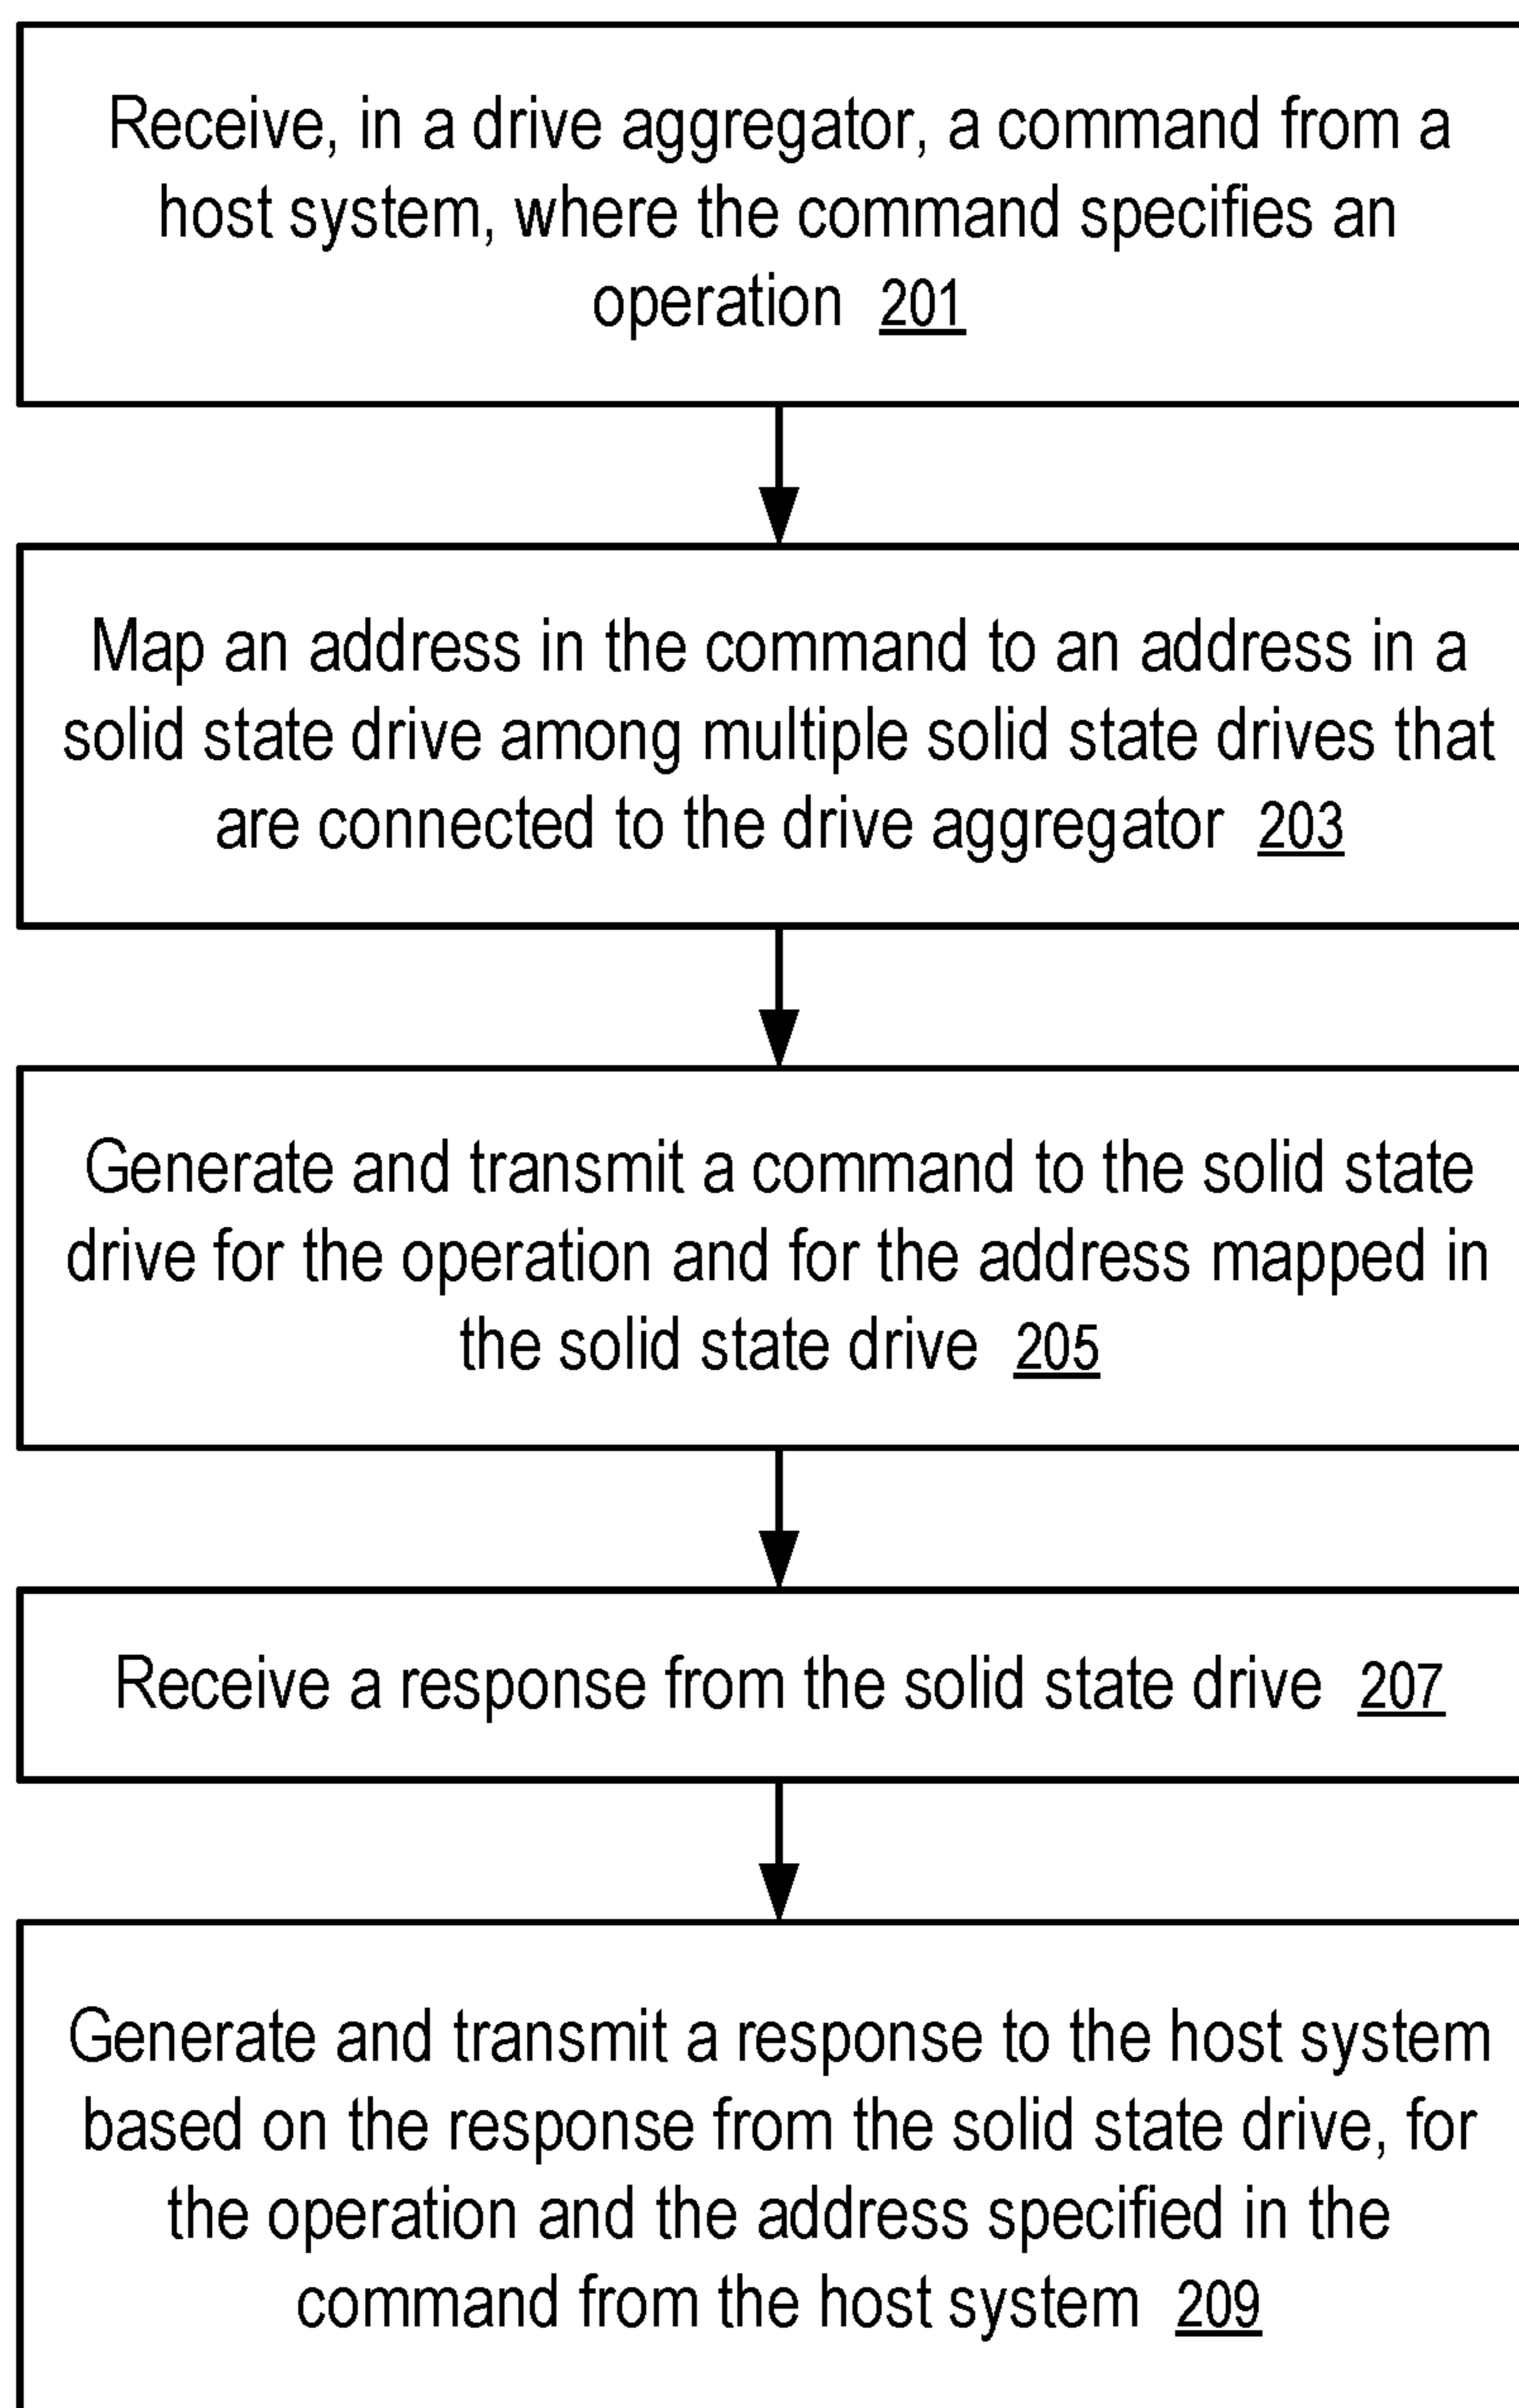 Receive, in a drive aggregator, a command from a
host system, where the command specifies an
operation 201
Map an address in the command to an address in a
solid state drive among multiple solid state drives that
are connected to the drive aggregator 203
Generate and transmit a command to the solid state
drive for the operation and for the address mapped in
the solid state drive 205
Receive a response from the solid state drive 207
Generate and transmit a response to the host system
based on the response from the solid state drive, for
the operation and the address specified in the
command from the host system 209